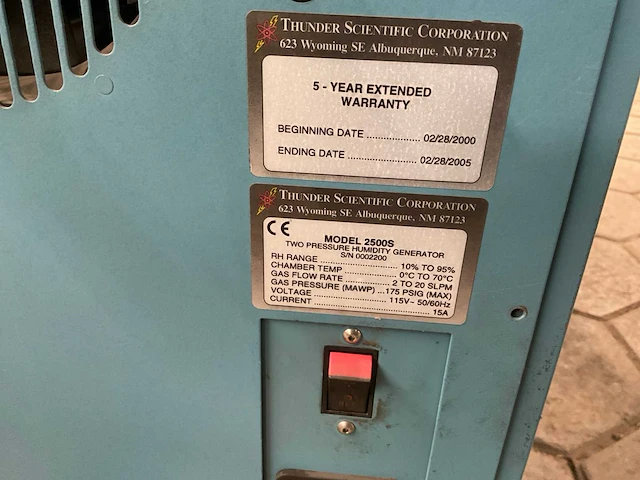 THUNDER SCIENTIFIC CORPORATION
623 Wyoming SE Albuquerque, NM 87123
5 - YEAR EXTENDED
WARRANTY
BEGINNING DATE .................... 02/28/2000
ENDING DATE ......................... 02/28/2005
THUNDER SCIENTIFIC CORPORATION
623 Wyoming SE Albuquerque, NM 87123
CE
MODEL 2500S
TWO PRESSURE HUMIDITY GENERATOR
S/N 0002200
RH RANGE ........................ 10% TO 95%
CHAMBER TEMP ................. 0°C TO 70°C
GAS FLOW RATE ................ 2 TO 20 SLPM
GAS PRESSURE (MAWP) ...175 PSIG (MAX)
VOLTAGE ....................... 115V~ 50/60Hz
CURRENT ................................... 15A